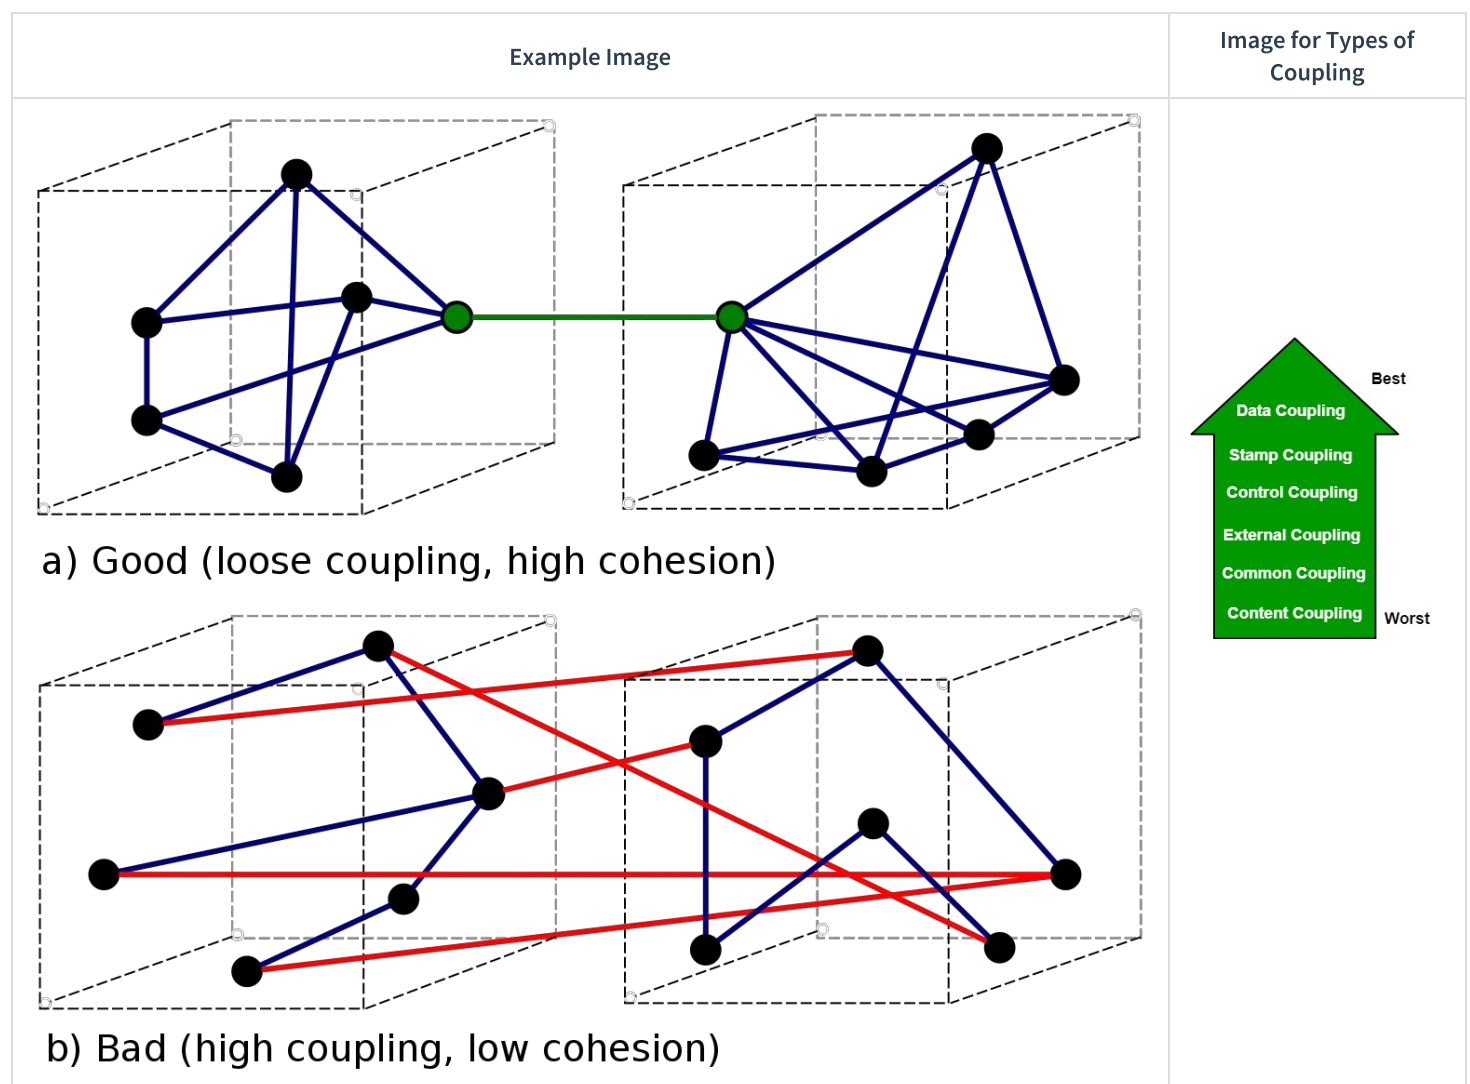 Example Image
Image for Types of
Coupling
a) Good (loose coupling, high cohesion)
b) Bad (high coupling, low cohesion)
Best
Data Coupling
Stamp Coupling
Control Coupling
External Coupling
Common Coupling
Content Coupling
Worst